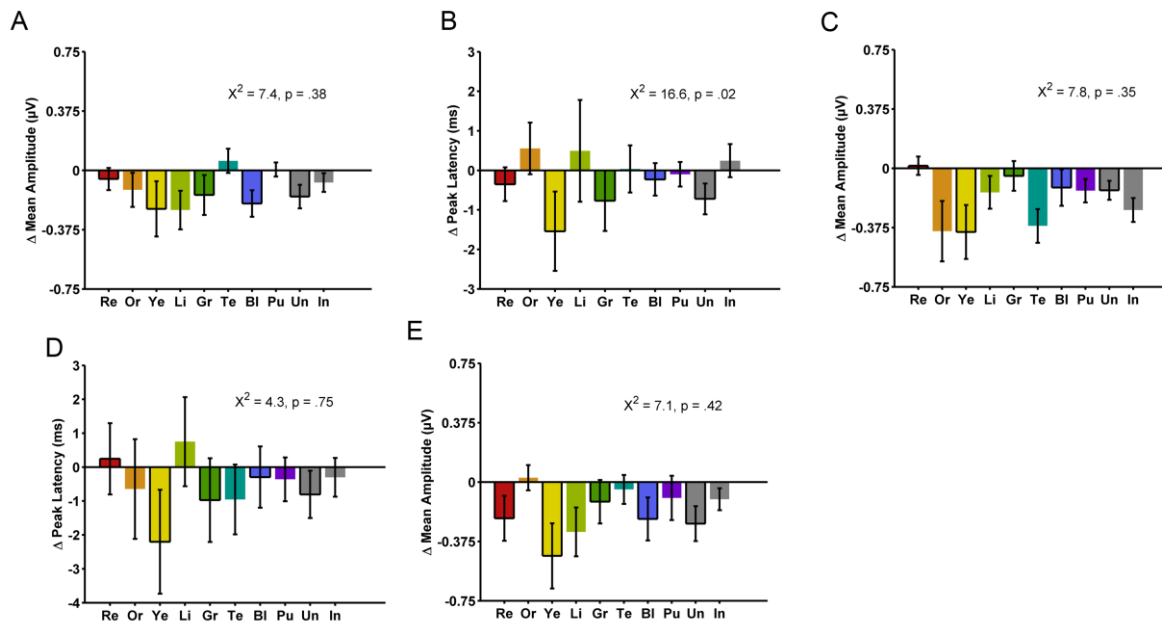 A
Δ Mean Amplitude (µV)
0.75
0.375
0
-0.375
-0.75
X² = 7.4, p = .38
Re Or Ye Li Gr Te Bl Pu Un In
B
Δ Peak Latency (ms)
3
2
1
0
-1
-2
-3
X² = 16.6, p = .02
Re Or Ye Li Gr Te Bl Pu Un In
C
Δ Mean Amplitude (µV)
0.75
0.375
0
-0.375
-0.75
X² = 7.8, p = .35
Re Or Ye Li Gr Te Bl Pu Un In
D
Δ Peak Latency (ms)
3
2
1
0
-1
-2
-3
-4
X² = 4.3, p = .75
Re Or Ye Li Gr Te Bl Pu Un In
E
Δ Mean Amplitude (µV)
0.75
0.375
0
-0.375
-0.75
X² = 7.1, p = .42
Re Or Ye Li Gr Te Bl Pu Un In